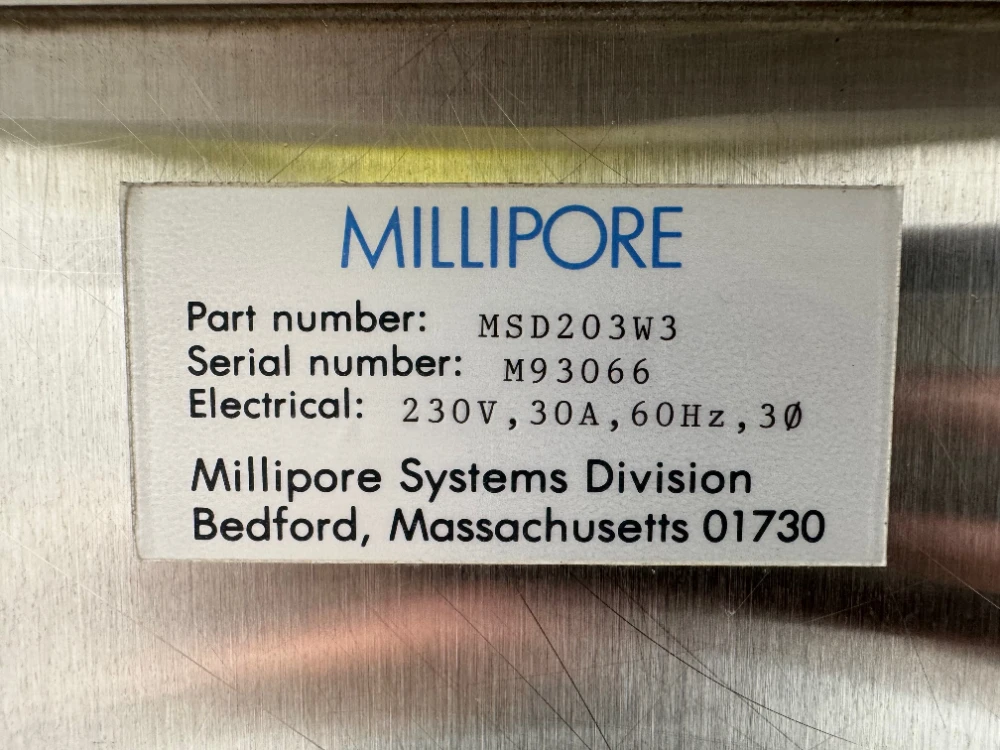 MILLIPORE
Part number: MSD203W3
Serial number: M93066
Electrical: 230V,30A,60Hz,3Ø
Millipore Systems Division
Bedford, Massachusetts 01730